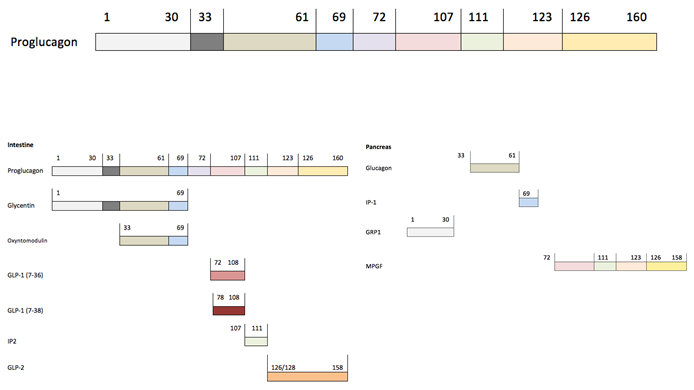 1 30 33 61 69 72 107 111 123 126 160
Proglucagon
Intestine
1 30 33 61 69 72 107 111 123 126 160
Proglucagon
1 69
Glycentin
33 69
Oxyntomodulin
72 108
GLP-1 (7-36)
78 108
GLP-1 (7-38)
107 111
IP2
126/128 158
GLP-2
Pancreas
33 61
Glucagon
69
IP-1
1 30
GRP1
72 111 123 126 158
MPGF